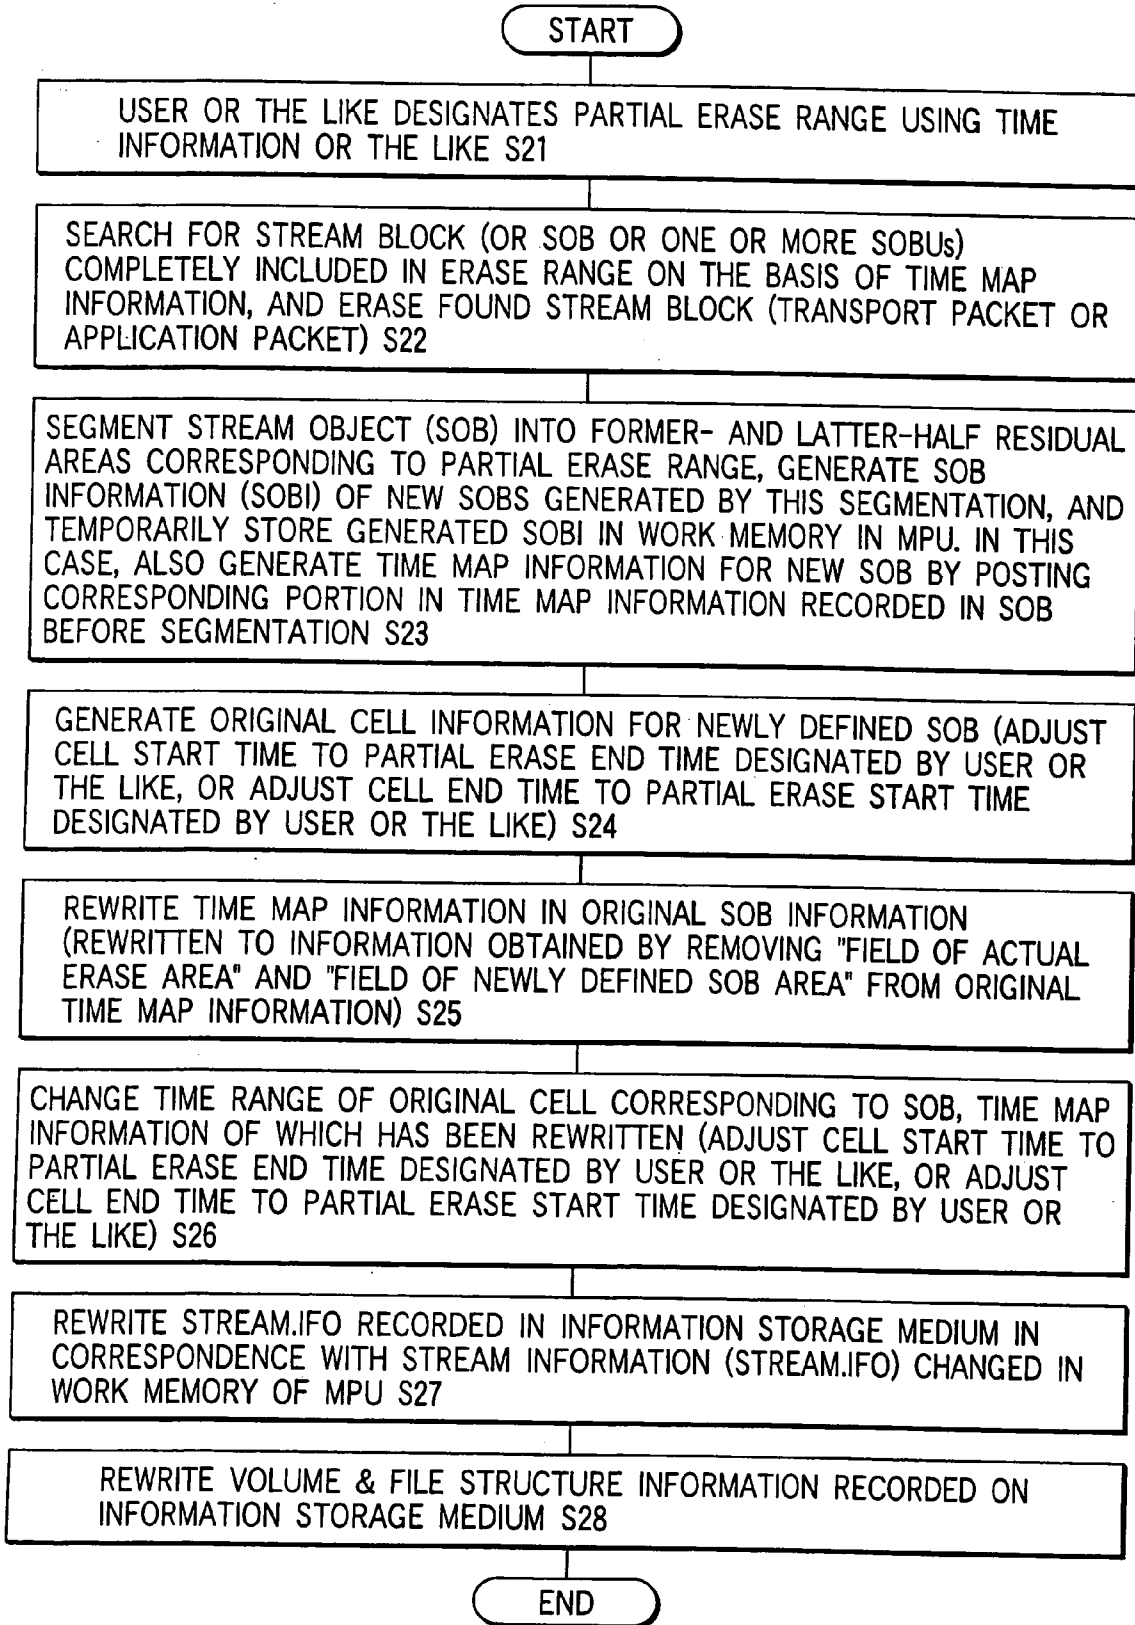 START
USER OR THE LIKE DESIGNATES PARTIAL ERASE RANGE USING TIME
INFORMATION OR THE LIKE S21
SEARCH FOR STREAM BLOCK (OR SOB OR ONE OR MORE SOBUs)
COMPLETELY INCLUDED IN ERASE RANGE ON THE BASIS OF TIME MAP
INFORMATION, AND ERASE FOUND STREAM BLOCK (TRANSPORT PACKET OR
APPLICATION PACKET) S22
SEGMENT STREAM OBJECT (SOB) INTO FORMER- AND LATTER-HALF RESIDUAL
AREAS CORRESPONDING TO PARTIAL ERASE RANGE, GENERATE SOB
INFORMATION (SOBI) OF NEW SOBS GENERATED BY THIS SEGMENTATION, AND
TEMPORARILY STORE GENERATED SOBI IN WORK MEMORY IN MPU. IN THIS
CASE, ALSO GENERATE TIME MAP INFORMATION FOR NEW SOB BY POSTING
CORRESPONDING PORTION IN TIME MAP INFORMATION RECORDED IN SOB
BEFORE SEGMENTATION S23
GENERATE ORIGINAL CELL INFORMATION FOR NEWLY DEFINED SOB (ADJUST
CELL START TIME TO PARTIAL ERASE END TIME DESIGNATED BY USER OR
THE LIKE, OR ADJUST CELL END TIME TO PARTIAL ERASE START TIME
DESIGNATED BY USER OR THE LIKE) S24
REWRITE TIME MAP INFORMATION IN ORIGINAL SOB INFORMATION
(REWRITTEN TO INFORMATION OBTAINED BY REMOVING "FIELD OF ACTUAL
ERASE AREA" AND "FIELD OF NEWLY DEFINED SOB AREA" FROM ORIGINAL
TIME MAP INFORMATION) S25
CHANGE TIME RANGE OF ORIGINAL CELL CORRESPONDING TO SOB, TIME MAP
INFORMATION OF WHICH HAS BEEN REWRITTEN (ADJUST CELL START TIME TO
PARTIAL ERASE END TIME DESIGNATED BY USER OR THE LIKE, OR ADJUST
CELL END TIME TO PARTIAL ERASE START TIME DESIGNATED BY USER OR
THE LIKE) S26
REWRITE STREAM.IFO RECORDED IN INFORMATION STORAGE MEDIUM IN
CORRESPONDENCE WITH STREAM INFORMATION (STREAM.IFO) CHANGED IN
WORK MEMORY OF MPU S27
REWRITE VOLUME & FILE STRUCTURE INFORMATION RECORDED ON
INFORMATION STORAGE MEDIUM S28
END